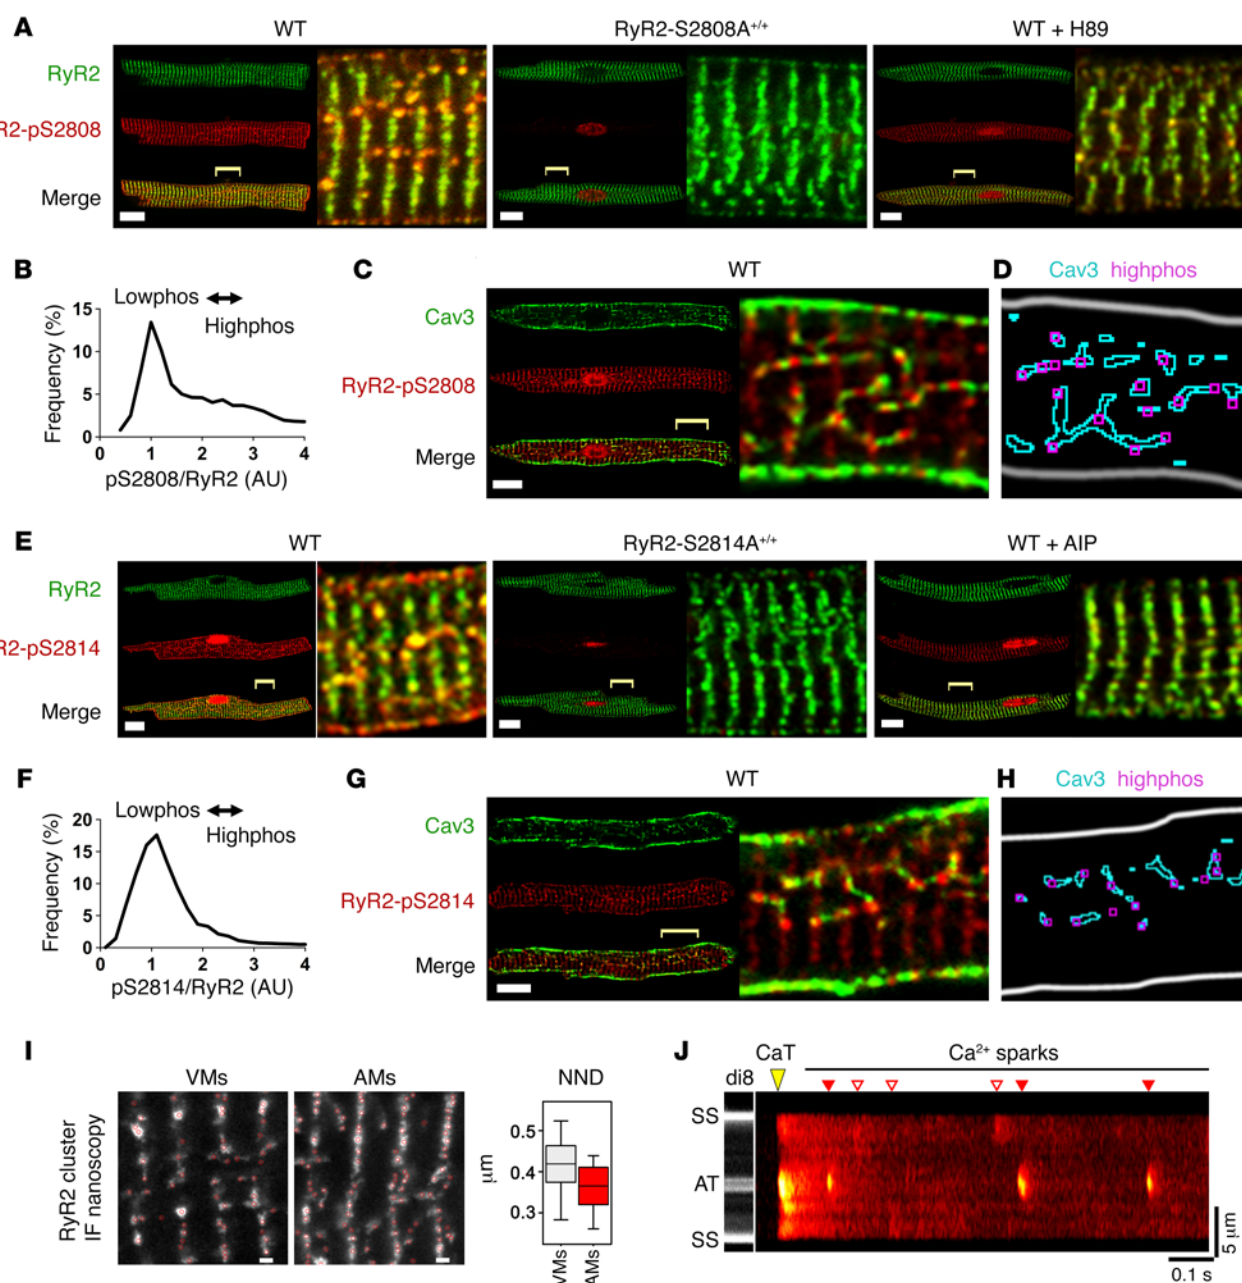 A
WT
RyR2-S2808A+/+
WT + H89
RyR2
R2-pS2808
Merge
B
Lowphos
Highphos
Frequency (%)
15
10
5
0
0 1 2 3 4
pS2808/RyR2 (AU)
C
WT
Cav3
RyR2-pS2808
Merge
D
Cav3 highphos
E
WT
RyR2-S2814A+/+
WT + AIP
RyR2
R2-pS2814
Merge
F
Lowphos
Highphos
Frequency (%)
20
15
10
5
0
0 1 2 3 4
pS2814/RyR2 (AU)
G
WT
Cav3
RyR2-pS2814
Merge
H
Cav3 highphos
I
VMs
AMs
NND
RyR2 cluster
IF nanoscopy
μm
0.5
0.4
0.3
VMs
AMs
J
CaT
Ca2+ sparks
di8
SS
AT
SS
5 μm
0.1 s